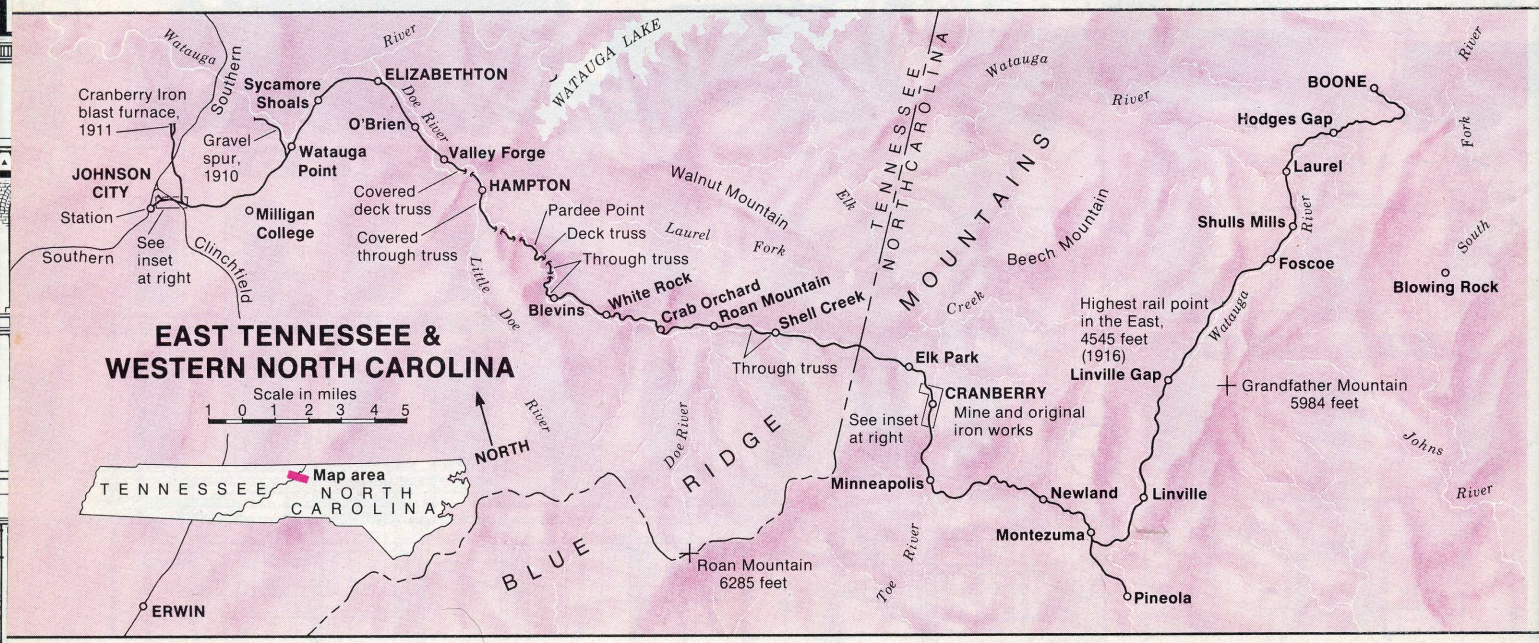 Watauga
River
Southern
Cranberry Iron
blast furnace,
1911
Sycamore
Shoals
ELIZABETHTON
Doe River
O'Brien
Gravel
spur,
1910
Watauga
Point
Valley Forge
JOHNSON
CITY
Station
Milligan
College
See
inset
at right
Southern
Clinchfield
Covered
deck truss
HAMPTON
Covered
through truss
Pardee Point
Deck truss
Through truss
Little Doe
River
WATAUGA LAKE
Walnut Mountain
Laurel
Fork
Blevins
White Rock
Crab Orchard
Roan Mountain
Shell Creek
Through truss
TENNESSEE
NORTH CAROLINA
Elk
Creek
Watauga
River
MOUNTAINS
Beech Mountain
BOONE
Hodges Gap
Laurel
Shulls Mills
River
Foscoe
Watauga
River
Fork
South
Blowing Rock
Highest rail point
in the East,
4545 feet
(1916)
Linville Gap
Grandfather Mountain
5984 feet
Elk Park
CRANBERRY
Mine and original
iron works
See inset
at right
Minneapolis
Newland
Linville
Montezuma
Pineola
Johns
River
Toe
River
Doe River
BLUE
RIDGE
Roan Mountain
6285 feet
EAST TENNESSEE &
WESTERN NORTH CAROLINA
Scale in miles
1 0 1 2 3 4 5
NORTH
Map area
TENNESSEE
NORTH
CAROLINA
ERWIN